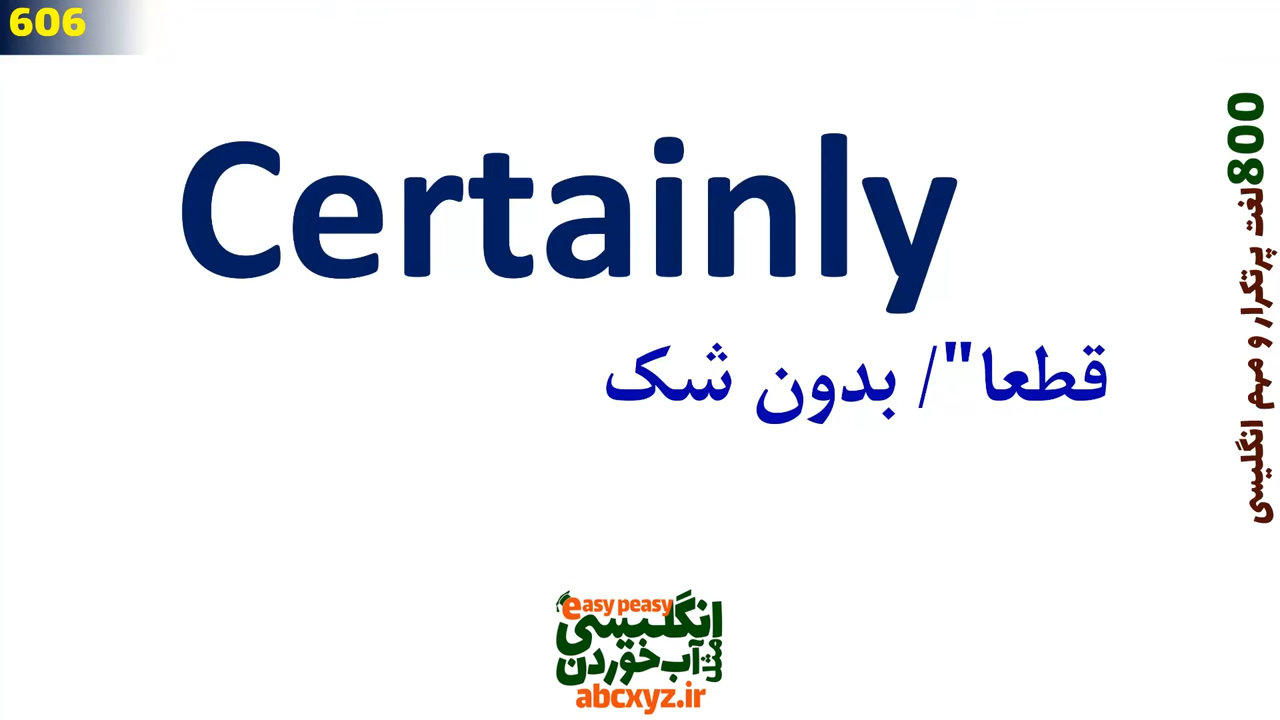 606
Certainly
قطعا"/ بدون شک
800 لغت پرتکرار و مهم انگلیسی
easy peasy
انگلیسی
مثل آب خوردن
abcxyz.ir